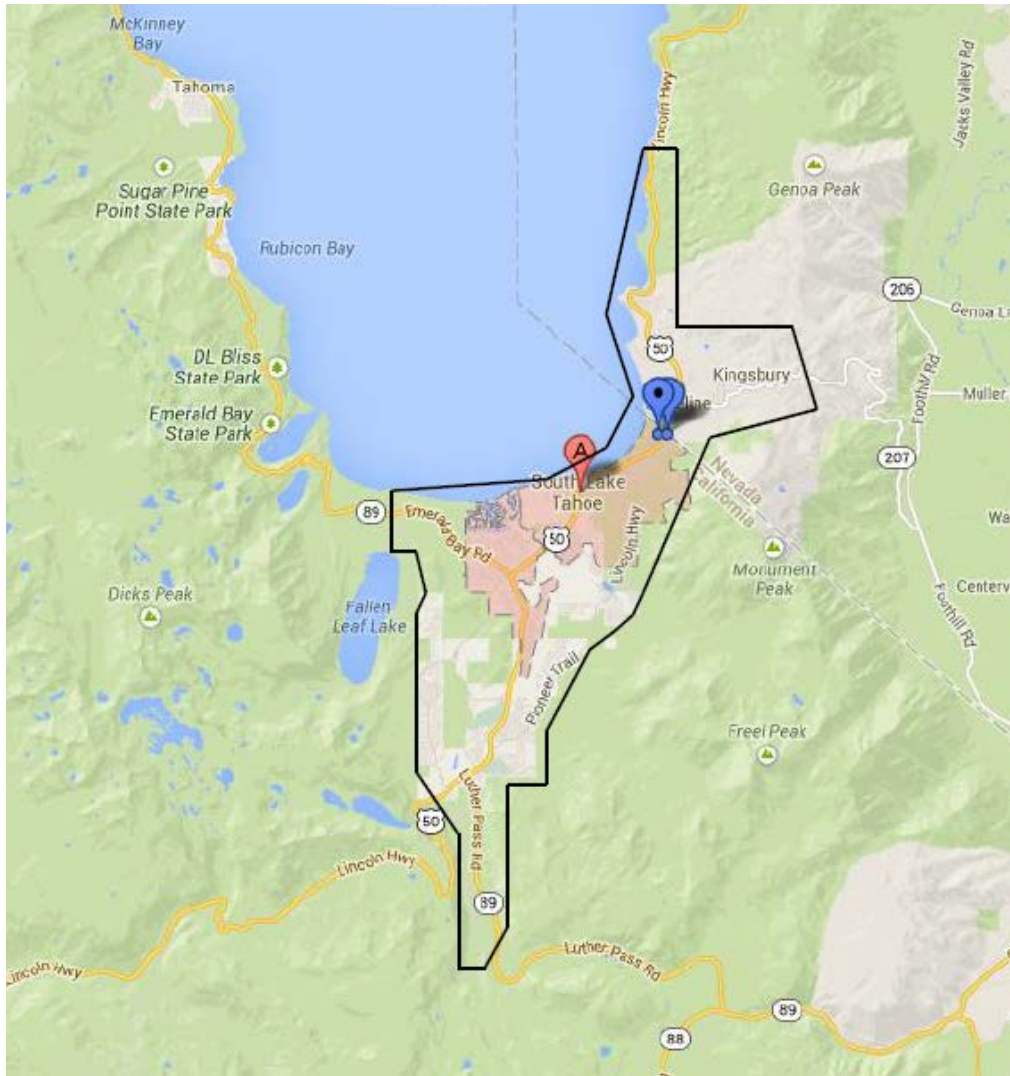 McKinney
Bay
Tahoma
Sugar Pine
Point State Park
Rubicon Bay
Lincoln Hwy
Jacks Valley Rd
Genoa Peak
206
Foothill Rd
50
DL Bliss
State Park
Kingsbury
Muller
Emerald Bay
State Park
A
207
South Lake
Tahoe
Nevada
California
89
Emerald Bay Rd
50
Lincoln Hwy
Monument
Peak
Dicks Peak
Fallen
Leaf Lake
Centerv
Foothill Rd
Pioneer Trail
Freel Peak
Luther Pass Rd
50
Lincoln Hwy
89
Lincoln Hwy
Luther Pass Rd
89
88